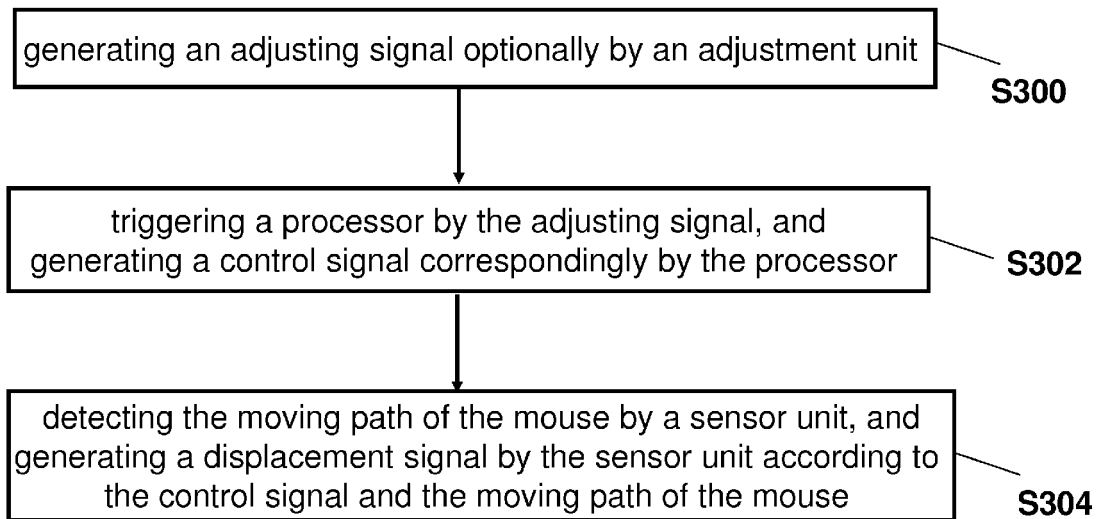 generating an adjusting signal optionally by an adjustment unit
S300
triggering a processor by the adjusting signal, and
generating a control signal correspondingly by the processor
S302
detecting the moving path of the mouse by a sensor unit, and
generating a displacement signal by the sensor unit according to
the control signal and the moving path of the mouse
S304